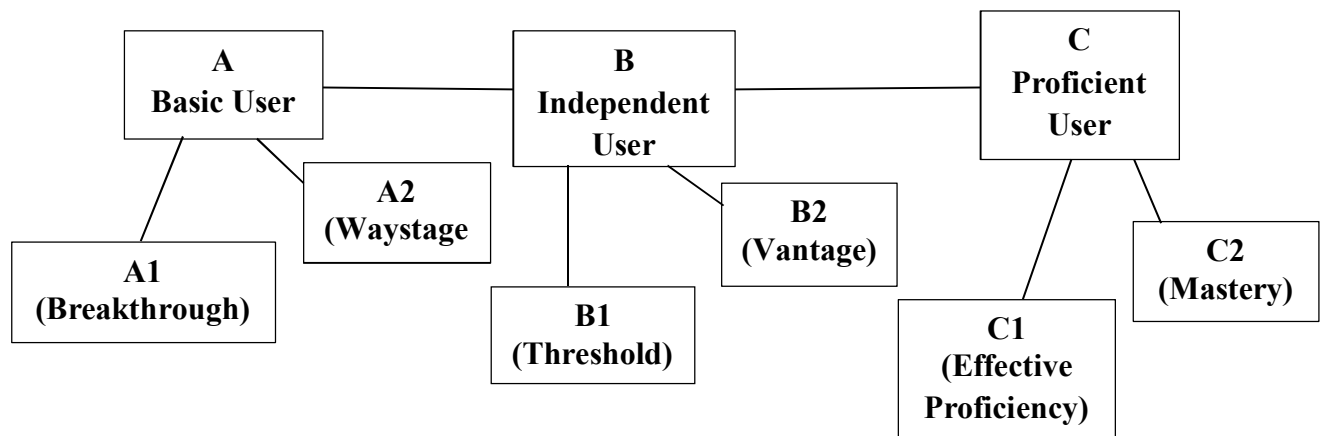 A
Basic User
B
Independent
User
C
Proficient
User
A1
(Breakthrough)
A2
(Waystage
B1
(Threshold)
B2
(Vantage)
C1
(Effective
Proficiency)
C2
(Mastery)